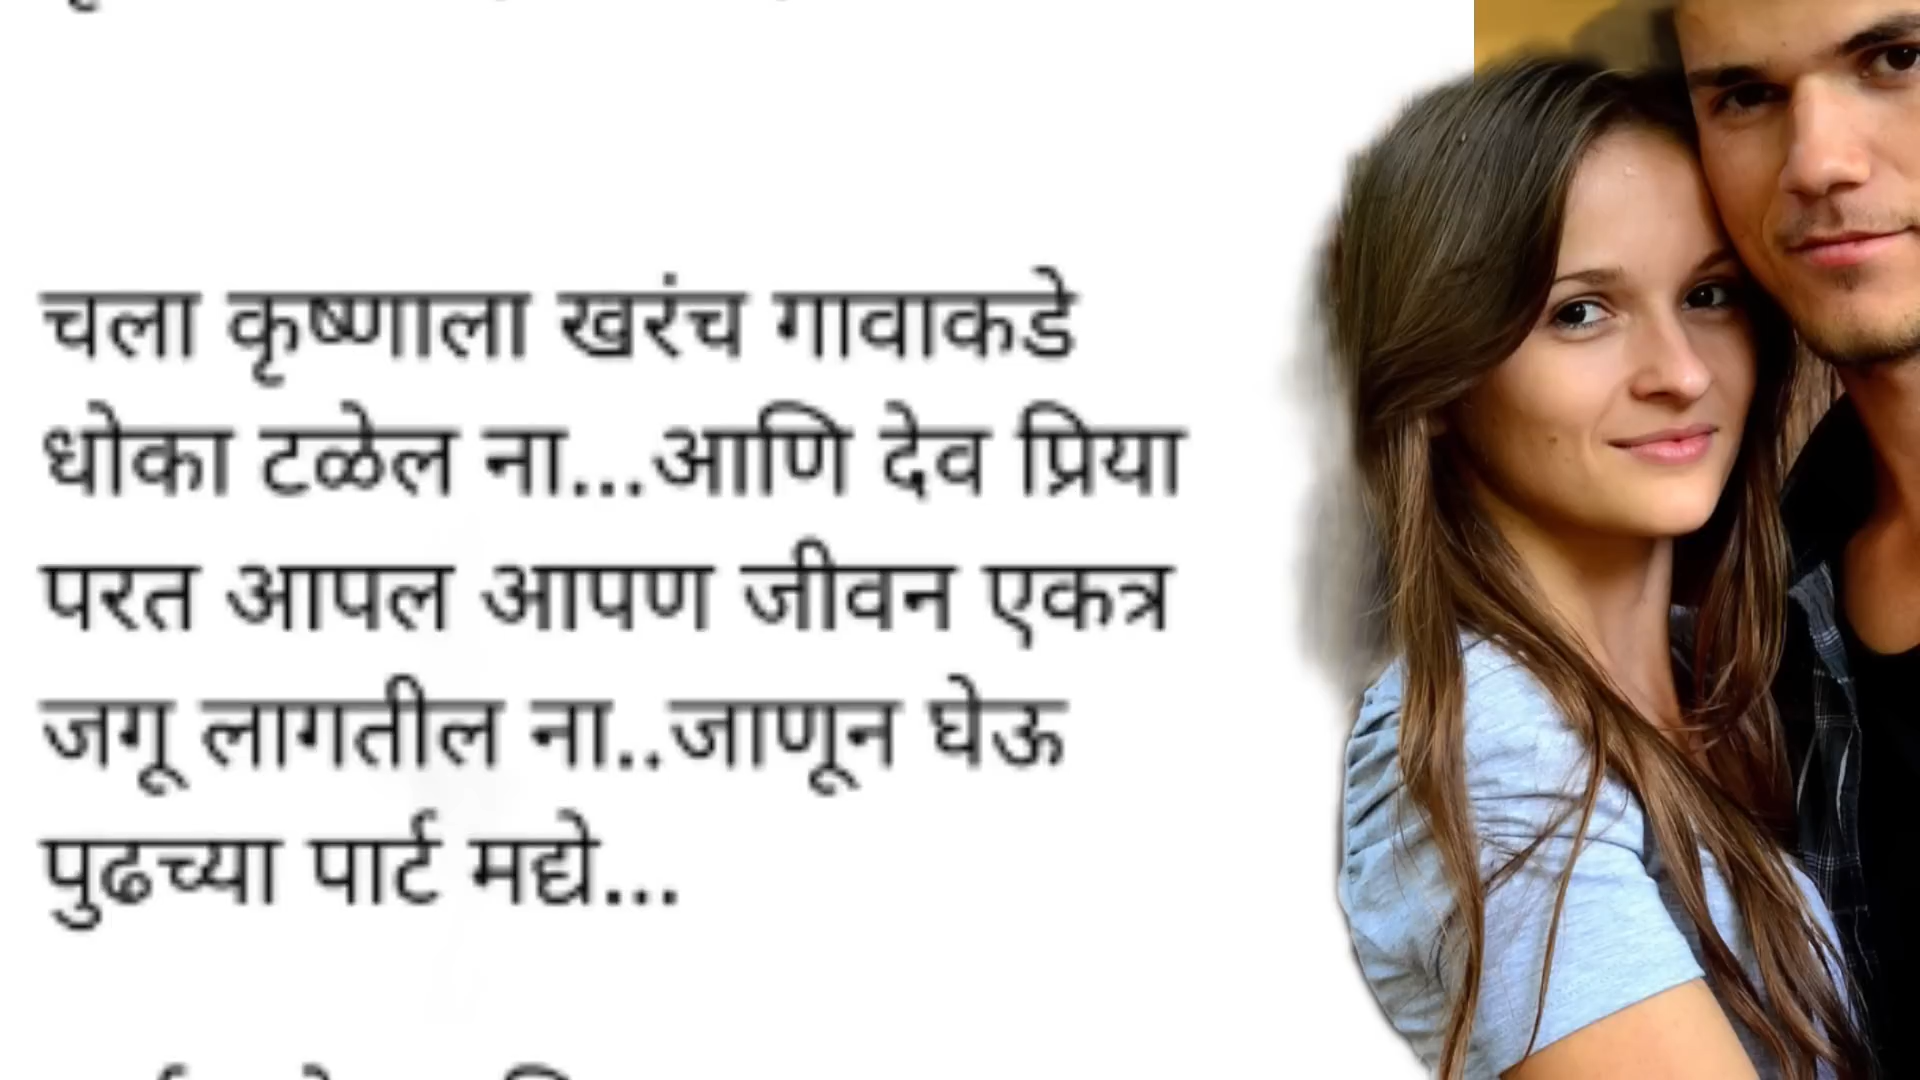 चला कृष्णाला खरंच गावाकडे
धोका टळेल ना...आणि देव प्रिया
परत आपल आपण जीवन एकत्र
जगू लागतील ना..जाणून घेऊ
पुढच्या पार्ट मद्ये...